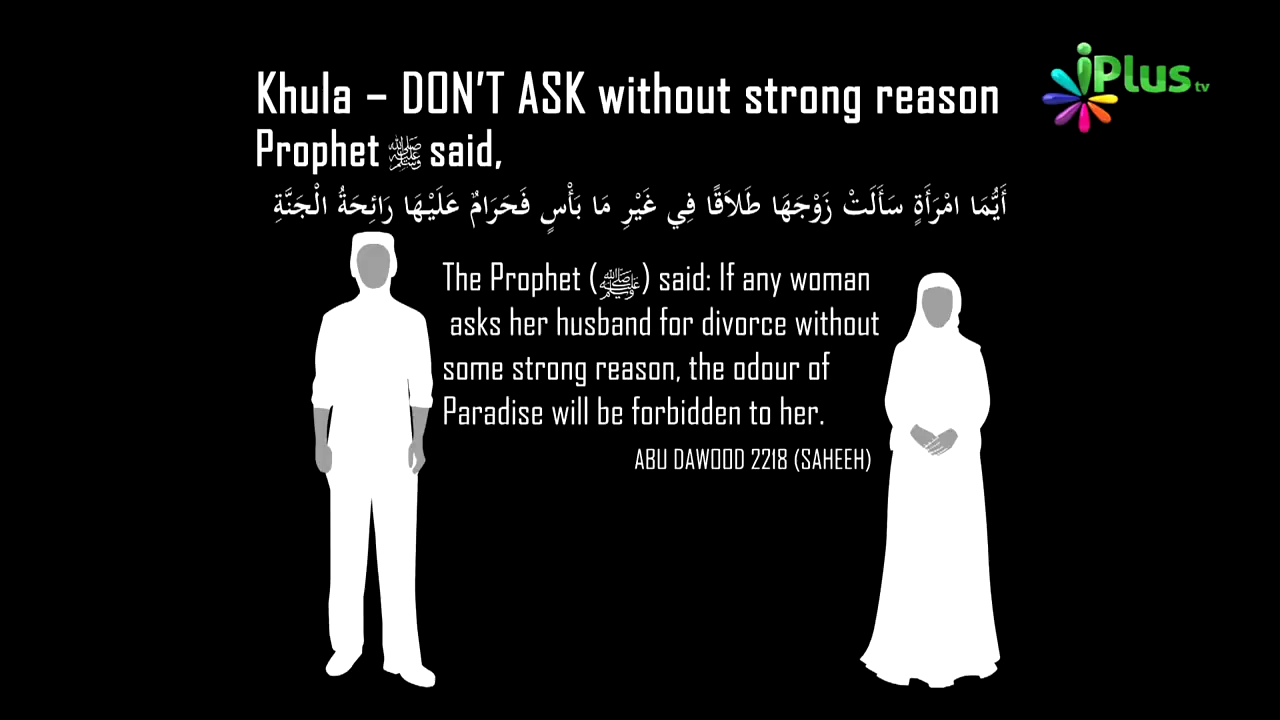 Khula – DON'T ASK without strong reason
Prophet ﷺ said,
أَيُّمَا امْرَأَةٍ سَأَلَتْ زَوْجَهَا طَلاَقًا فِي غَيْرِ مَا بَأْسٍ فَحَرَامٌ عَلَيْهَا رَائِحَةُ الْجَنَّةِ
The Prophet (ﷺ) said: If any woman
asks her husband for divorce without
some strong reason, the odour of
Paradise will be forbidden to her.
ABU DAWOOD 2218 (SAHEEH)
iPlus tv